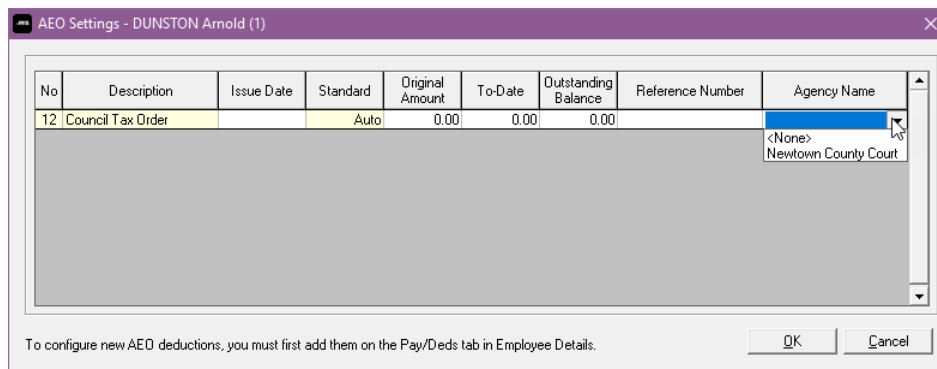 AEO Settings - DUNSTON Arnold (1)
No Description Issue Date Standard Original Amount To-Date Outstanding Balance Reference Number Agency Name
12 Council Tax Order Auto 0.00 0.00 0.00
<None>
Newtown County Court
To configure new AEO deductions, you must first add them on the Pay/Deds tab in Employee Details.
OK Cancel